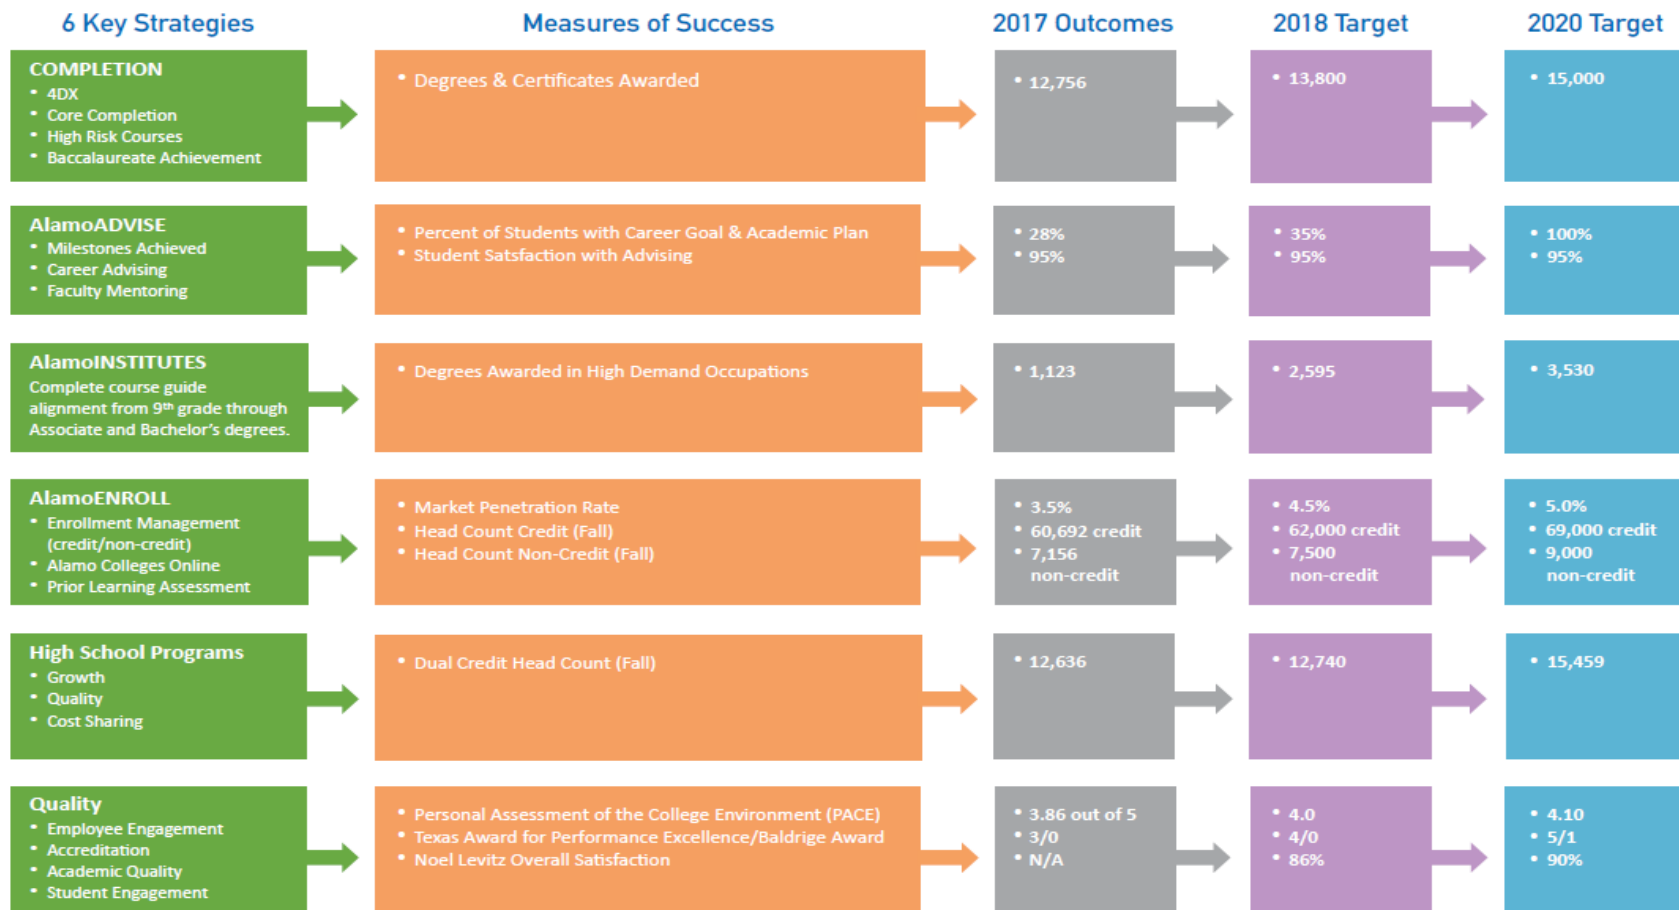 6 Key Strategies
Measures of Success
2017 Outcomes
2018 Target
2020 Target
COMPLETION
• 4DX
• Core Completion
• High Risk Courses
• Baccalaureate Achievement
• Degrees & Certificates Awarded
• 12,756
• 13,800
• 15,000
AlamoADVISE
• Milestones Achieved
• Career Advising
• Faculty Mentoring
• Percent of Students with Career Goal & Academic Plan
• Student Satsfaction with Advising
• 28%
• 95%
• 35%
• 95%
• 100%
• 95%
AlamoINSTITUTES
Complete course guide
alignment from 9th grade through
Associate and Bachelor's degrees.
• Degrees Awarded in High Demand Occupations
• 1,123
• 2,595
• 3,530
AlamoENROLL
• Enrollment Management
(credit/non-credit)
• Alamo Colleges Online
• Prior Learning Assessment
• Market Penetration Rate
• Head Count Credit (Fall)
• Head Count Non-Credit (Fall)
• 3.5%
• 60,692 credit
• 7,156
non-credit
• 4.5%
• 62,000 credit
• 7,500
non-credit
• 5.0%
• 69,000 credit
• 9,000
non-credit
High School Programs
• Growth
• Quality
• Cost Sharing
• Dual Credit Head Count (Fall)
• 12,636
• 12,740
• 15,459
Quality
• Employee Engagement
• Accreditation
• Academic Quality
• Student Engagement
• Personal Assessment of the College Environment (PACE)
• Texas Award for Performance Excellence/Baldrige Award
• Noel Levitz Overall Satisfaction
• 3.86 out of 5
• 3/0
• N/A
• 4.0
• 4/0
• 86%
• 4.10
• 5/1
• 90%